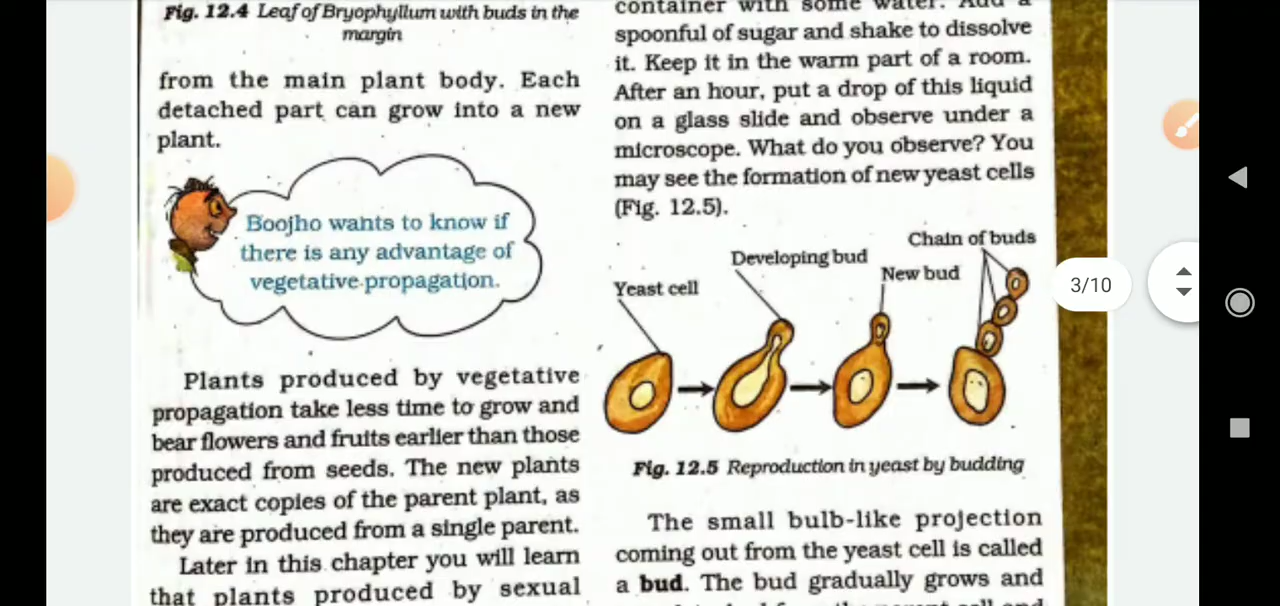 Fig. 12.4 Leaf of Bryophyllum with buds in the
margin
from the main plant body. Each
detached part can grow into a new
plant.
Boojho wants to know if
there is any advantage of
vegetative propagation.
Plants produced by vegetative
propagation take less time to grow and
bear flowers and fruits earlier than those
produced from seeds. The new plants
are exact copies of the parent plant, as
they are produced from a single parent.
Later in this chapter you will learn
that plants produced by sexual
container with some water. Add a
spoonful of sugar and shake to dissolve
it. Keep it in the warm part of a room.
After an hour, put a drop of this liquid
on a glass slide and observe under a
microscope. What do you observe? You
may see the formation of new yeast cells
(Fig. 12.5).
Yeast cell
Developing bud
New bud
Chain of buds
Fig. 12.5 Reproduction in yeast by budding
The small bulb-like projection
coming out from the yeast cell is called
a bud. The bud gradually grows and
3/10